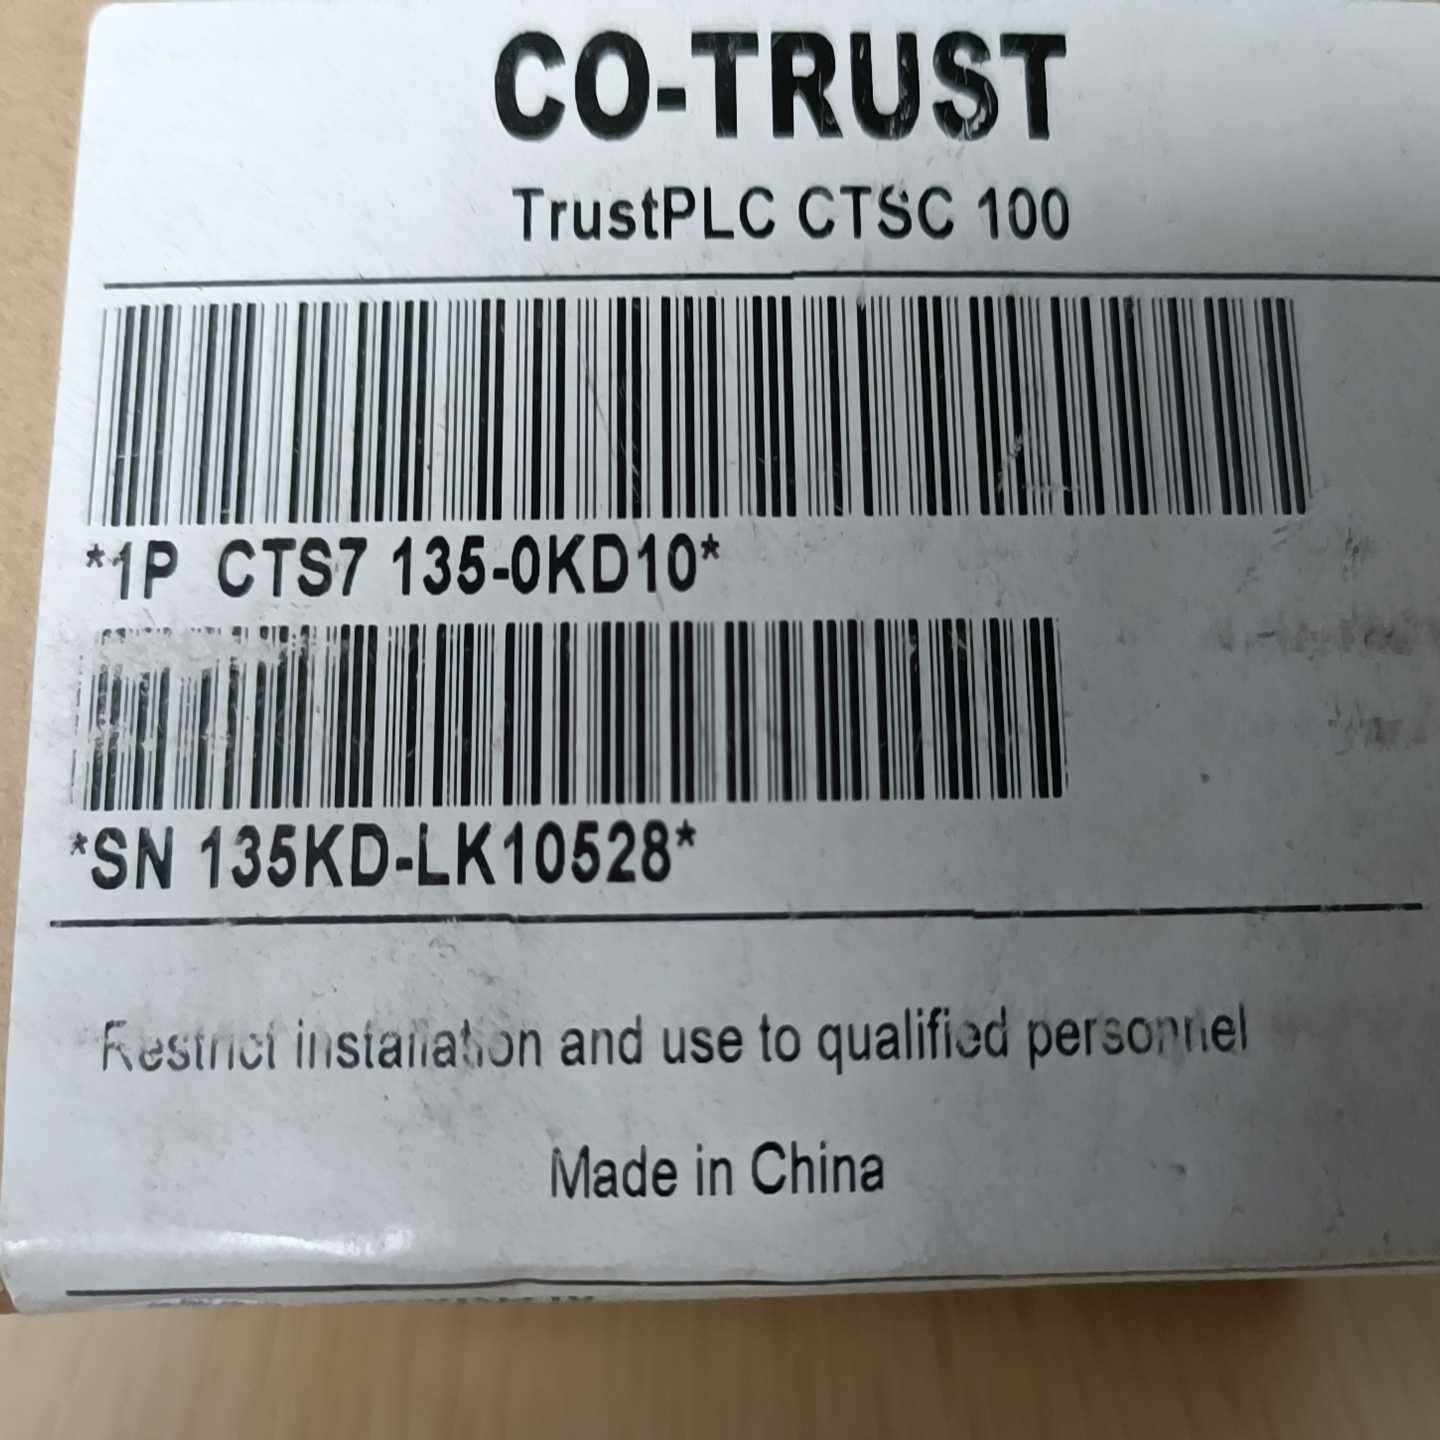 CO-TRUST
TrustPLC CTSC 100
*1P CTS7 135-0KD10*
*SN 135KD-LK10528*
Restrict installation and use to qualified personnel
Made in China